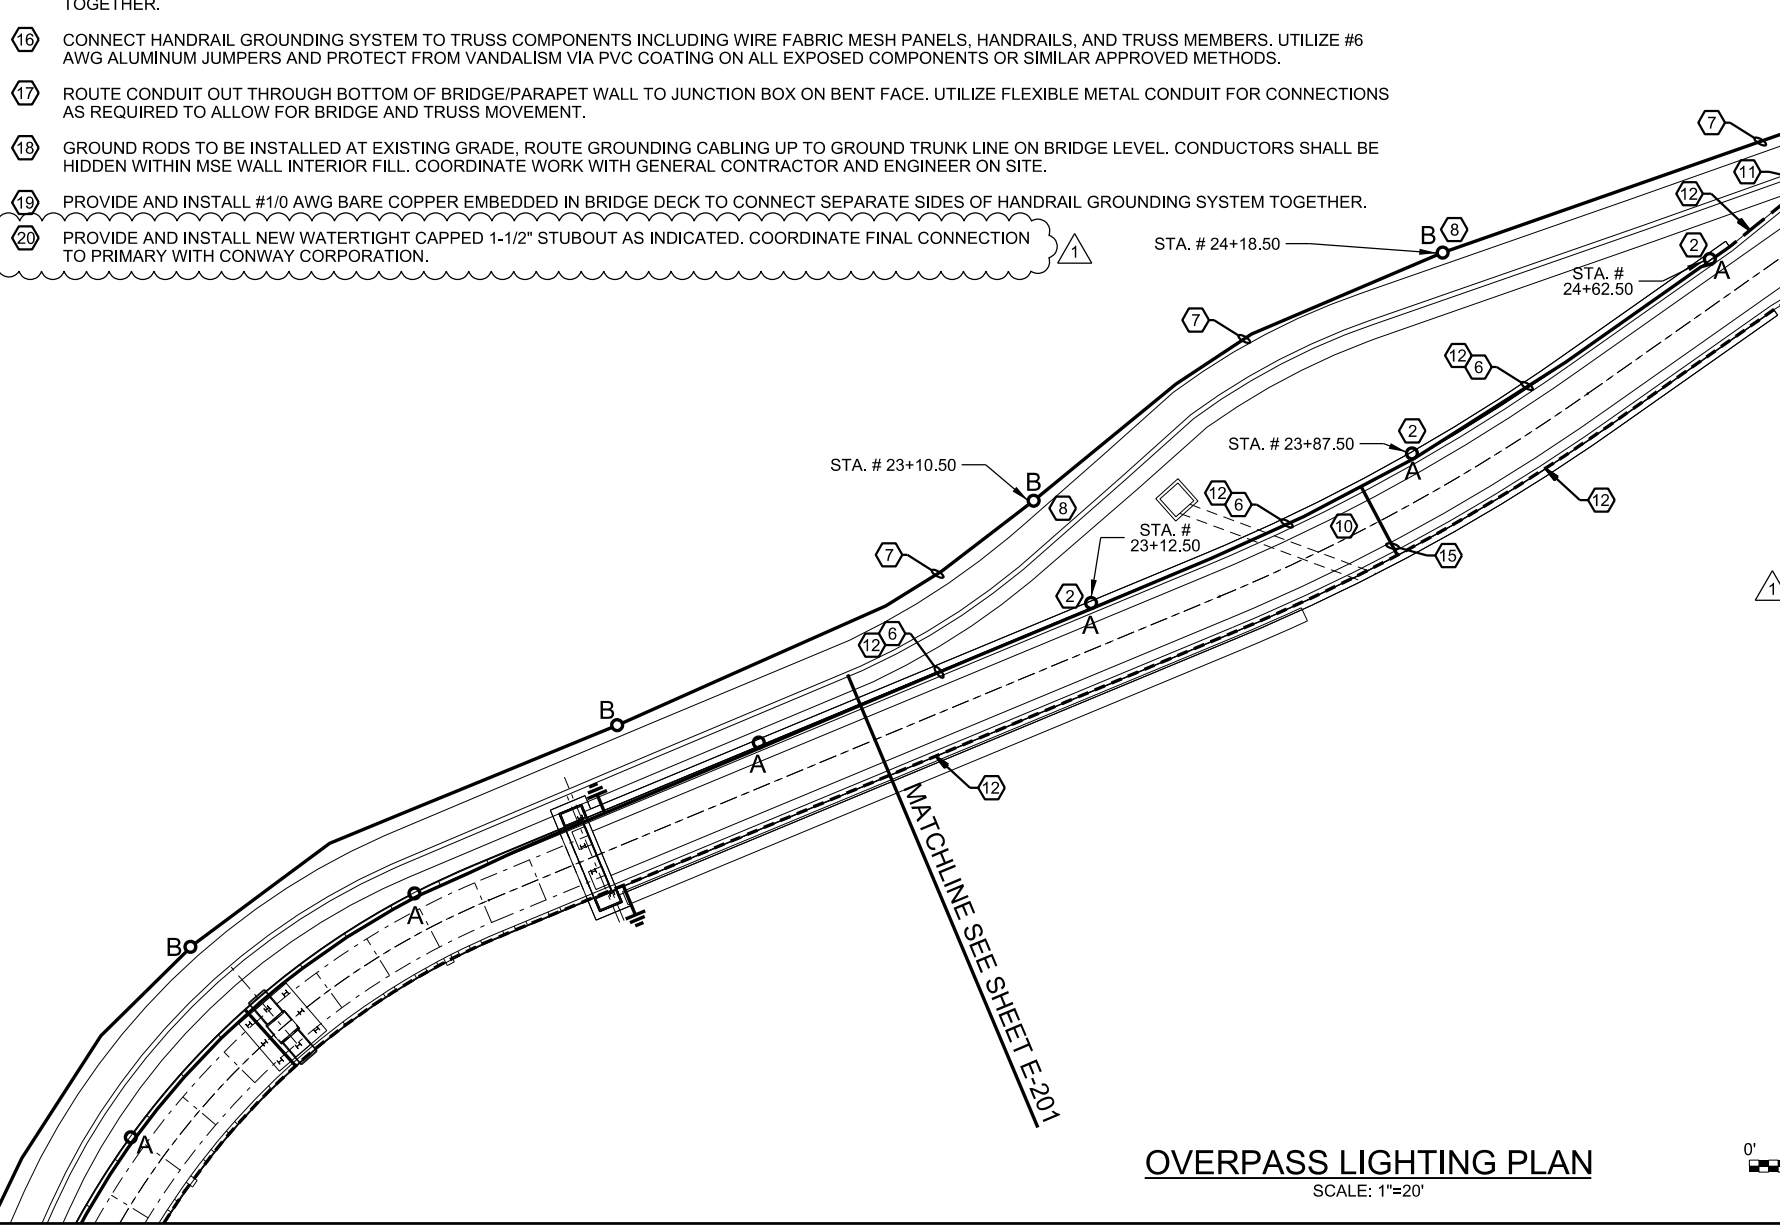 TOGETHER.
16 CONNECT HANDRAIL GROUNDING SYSTEM TO TRUSS COMPONENTS INCLUDING WIRE FABRIC MESH PANELS, HANDRAILS, AND TRUSS MEMBERS. UTILIZE #6
AWG ALUMINUM JUMPERS AND PROTECT FROM VANDALISM VIA PVC COATING ON ALL EXPOSED COMPONENTS OR SIMILAR APPROVED METHODS.
17 ROUTE CONDUIT OUT THROUGH BOTTOM OF BRIDGE/PARAPET WALL TO JUNCTION BOX ON BENT FACE. UTILIZE FLEXIBLE METAL CONDUIT FOR CONNECTIONS
AS REQUIRED TO ALLOW FOR BRIDGE AND TRUSS MOVEMENT.
18 GROUND RODS TO BE INSTALLED AT EXISTING GRADE, ROUTE GROUNDING CABLING UP TO GROUND TRUNK LINE ON BRIDGE LEVEL. CONDUCTORS SHALL BE
HIDDEN WITHIN MSE WALL INTERIOR FILL. COORDINATE WORK WITH GENERAL CONTRACTOR AND ENGINEER ON SITE.
19 PROVIDE AND INSTALL #1/0 AWG BARE COPPER EMBEDDED IN BRIDGE DECK TO CONNECT SEPARATE SIDES OF HANDRAIL GROUNDING SYSTEM TOGETHER.
20 PROVIDE AND INSTALL NEW WATERTIGHT CAPPED 1-1/2" STUBOUT AS INDICATED. COORDINATE FINAL CONNECTION
TO PRIMARY WITH CONWAY CORPORATION.
1
7
11
12
B 8
STA. # 24+18.50
2
A
STA. #
24+62.50
7
12 6
2
STA. # 23+87.50
A
STA. # 23+10.50
B
8
12 6
12
10
15
STA. #
23+12.50
7
2
A
1
12 6
B
A
12
MATCHLINE SEE SHEET E-201
A
B
A
OVERPASS LIGHTING PLAN
SCALE: 1"=20'
0'